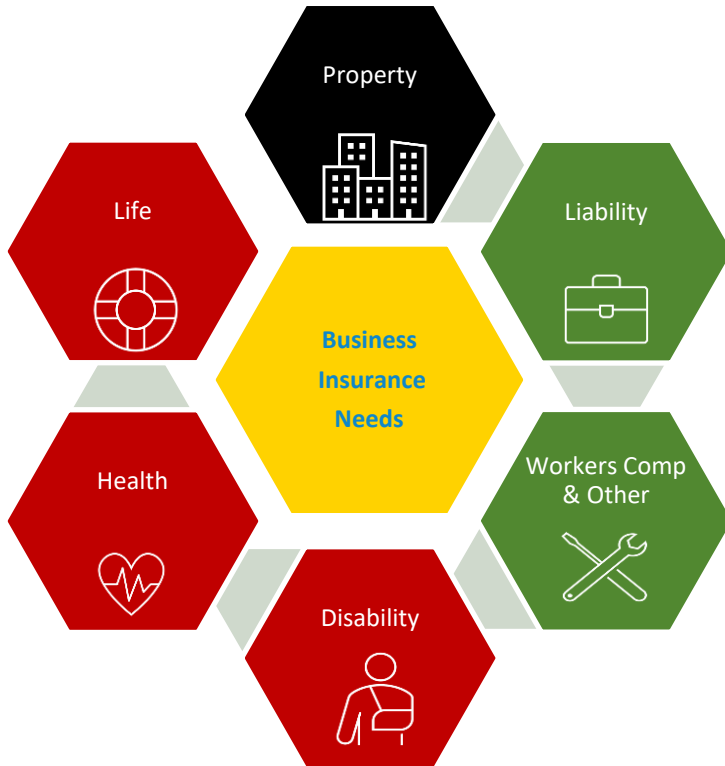 Property
Life
Liability
Business
Insurance
Needs
Health
Workers Comp
& Other
Disability